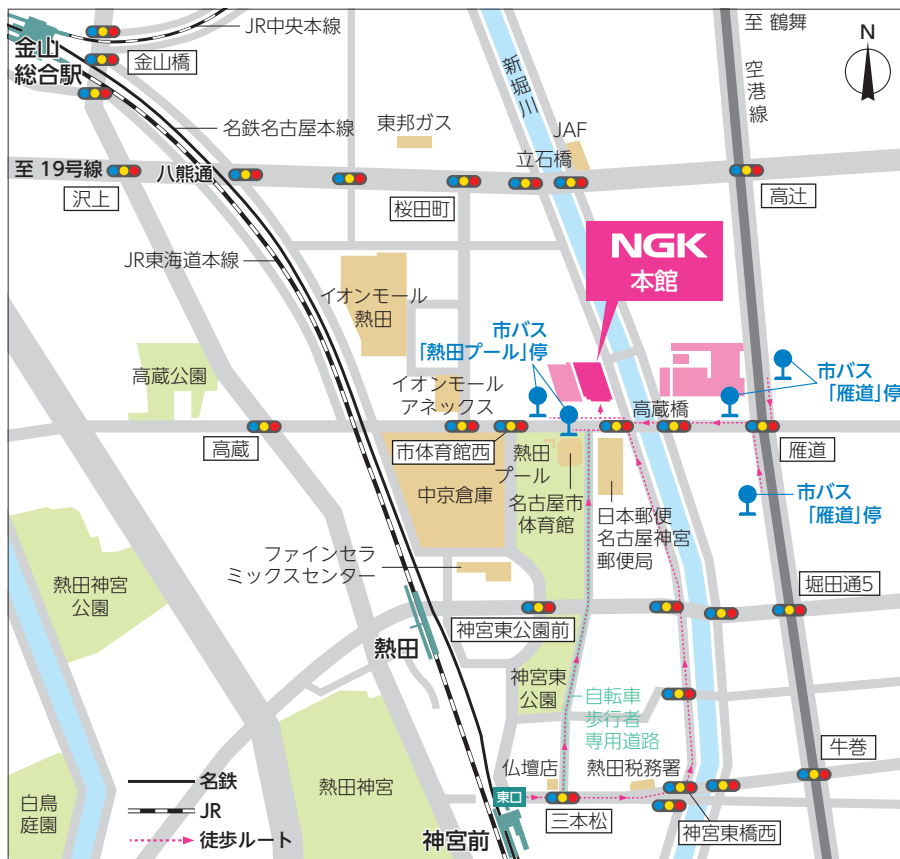 JR中央本線
至 鶴舞
空港線
N
金山
総合駅
金山橋
新堀川
名鉄名古屋本線
東邦ガス
JAF
立石橋
至 19号線
八熊通
沢上
桜田町
高辻
NGK
本館
JR東海道本線
イオンモール
熱田
市バス
「熱田プール」停
市バス
「雁道」停
高蔵公園
イオンモール
アネックス
高蔵橋
高蔵
市体育館西
雁道
熱田
プール
中京倉庫
名古屋市
体育館
日本郵便
名古屋神宮
郵便局
市バス
「雁道」停
ファインセラ
ミックスセンター
熱田神宮
公園
堀田通5
神宮東公園前
熱田
神宮東
公園
自転車
歩行者
専用道路
牛巻
仏壇店
熱田税務署
白鳥
庭園
名鉄
JR
徒歩ルート
熱田神宮
東口
三本松
神宮東橋西
神宮前